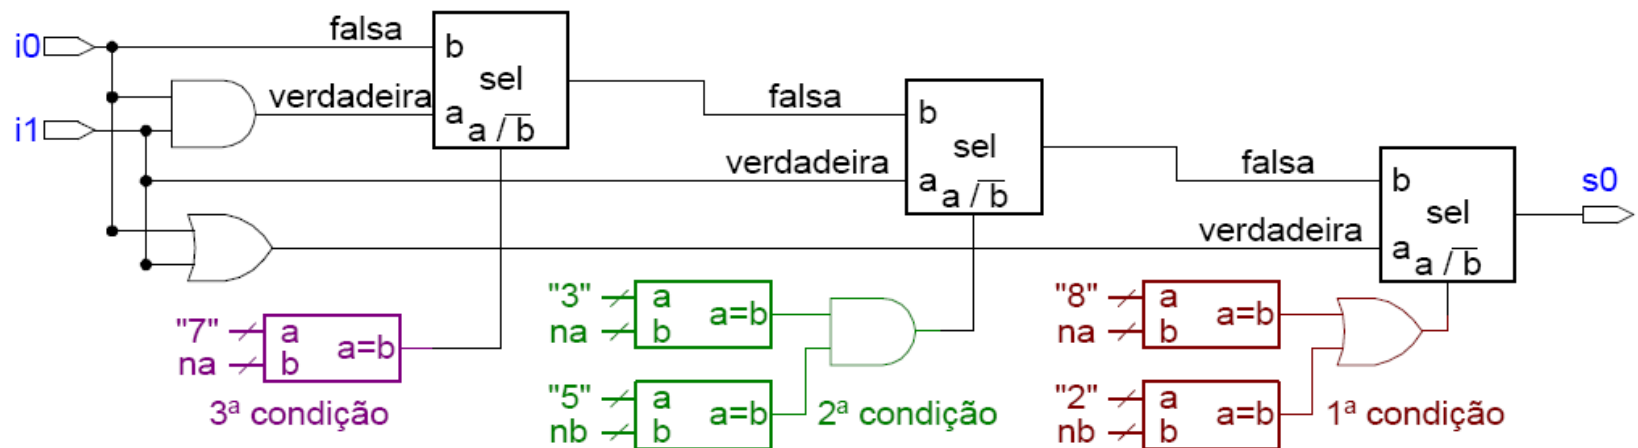 i0
falsa
b
sel
verdadeira
a
a / b
i1
falsa
b
sel
verdadeira
a
a / b
falsa
b
sel
s0
verdadeira
a
a / b
"7"
a
na
b
a=b
3ª condição
"3"
a
na
b
a=b
"5"
a
nb
b
a=b
2ª condição
"8"
a
na
b
a=b
"2"
a
nb
b
a=b
1ª condição